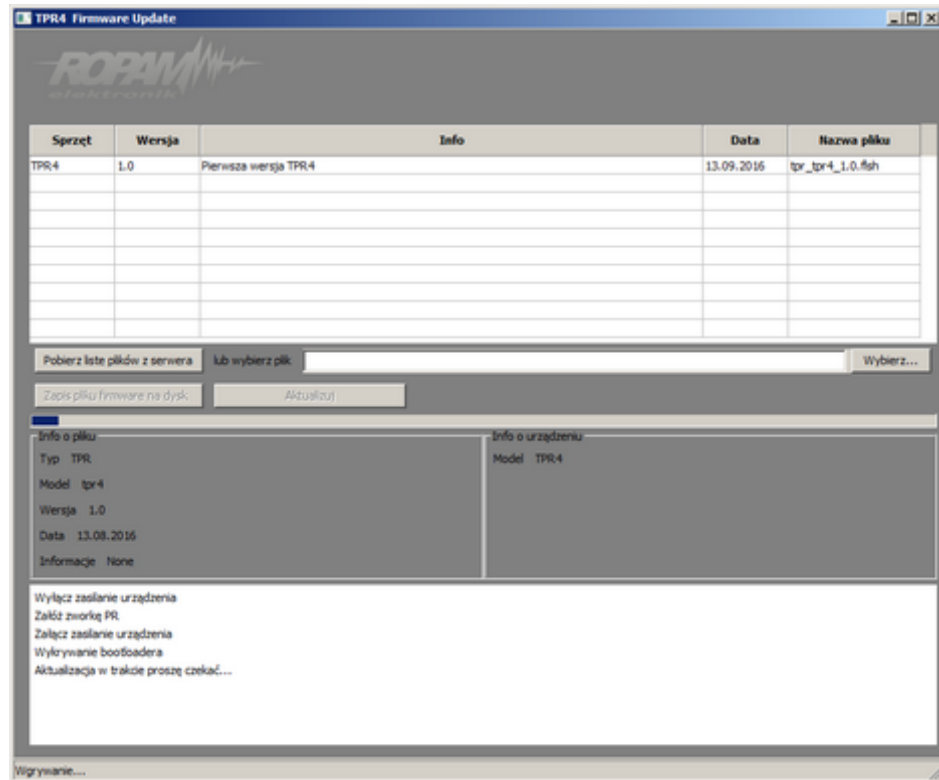 TPR4 Firmware Update
ROPAM
elektronik
Sprzęt Wersja Info Data Nazwa pliku
TPR4 1.0 Pierwsza wersja TPR4 13.09.2016 tpr_tpr4_1.0.flsh
Pobierz liste plików z serwera lub wybierz plik Wybierz...
Zapis pliku firmware na dysk Aktualizuj
Info o pliku Info o urządzeniu
Typ TPR Model TPR4
Model tpr4
Wersja 1.0
Data 13.08.2016
Informacje None
Wyłącz zasilanie urządzenia
Załóż zworkę PR
Załącz zasilanie urządzenia
Wykrywanie bootloadera
Aktualizacja w trakcie proszę czekać...
Wgrywanie....